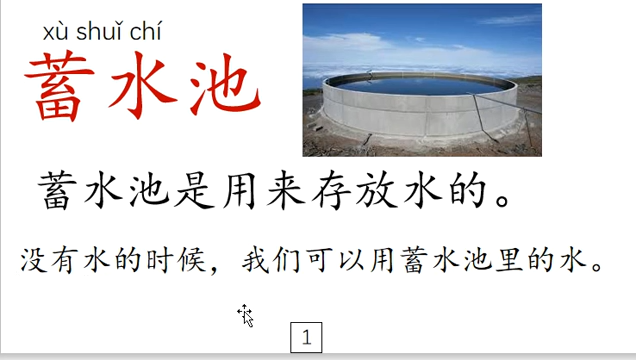 xù shuǐ chí
蓄水池
蓄水池是用来存放水的。
没有水的时候，我们可以用蓄水池里的水。
1